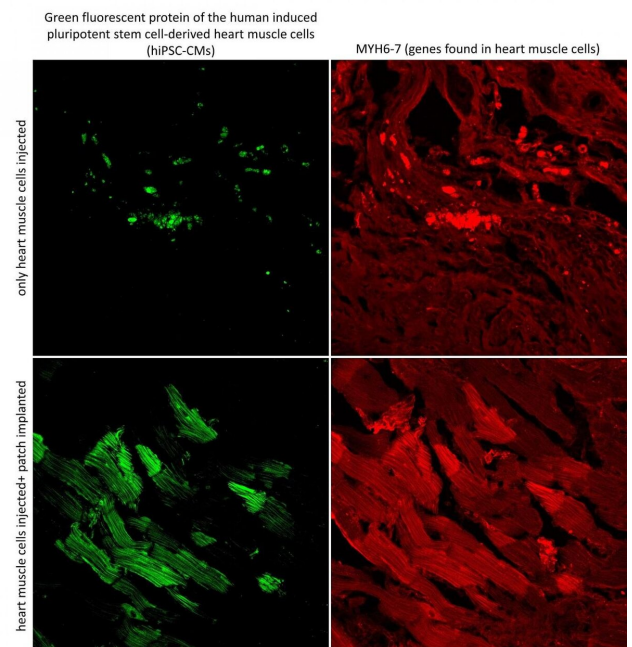 Green fluorescent protein of the human induced
pluripotent stem cell-derived heart muscle cells
(hiPSC-CMs)
MYH6-7 (genes found in heart muscle cells)
only heart muscle cells injected
heart muscle cells injected+ patch implanted